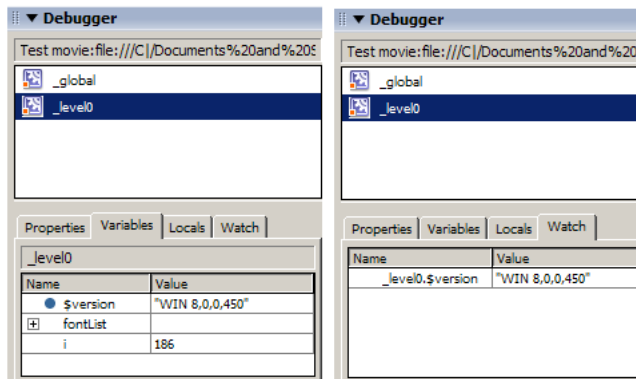 Debugger
Test movie:file:///C|/Documents%20and%20S
_global
_level0
Properties Variables Locals Watch
_level0
Name Value
$version "WIN 8,0,0,450"
fontList
i 186
Debugger
Test movie:file:///C|/Documents%20and%20
_global
_level0
Properties Variables Locals Watch
Name Value
_level0.$version "WIN 8,0,0,450"